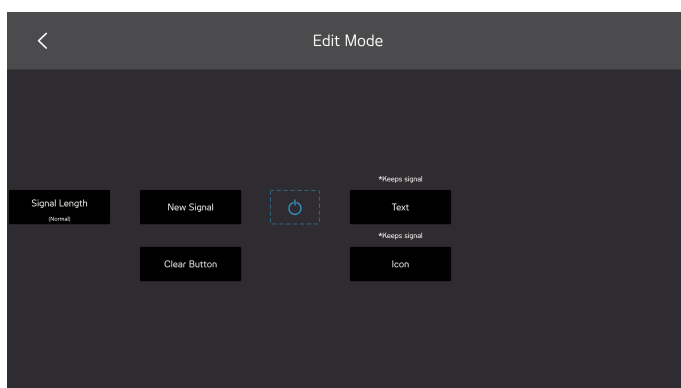 Edit Mode
*Keeps signal
Signal Length
(Normal)
New Signal
Text
*Keeps signal
Clear Button
Icon